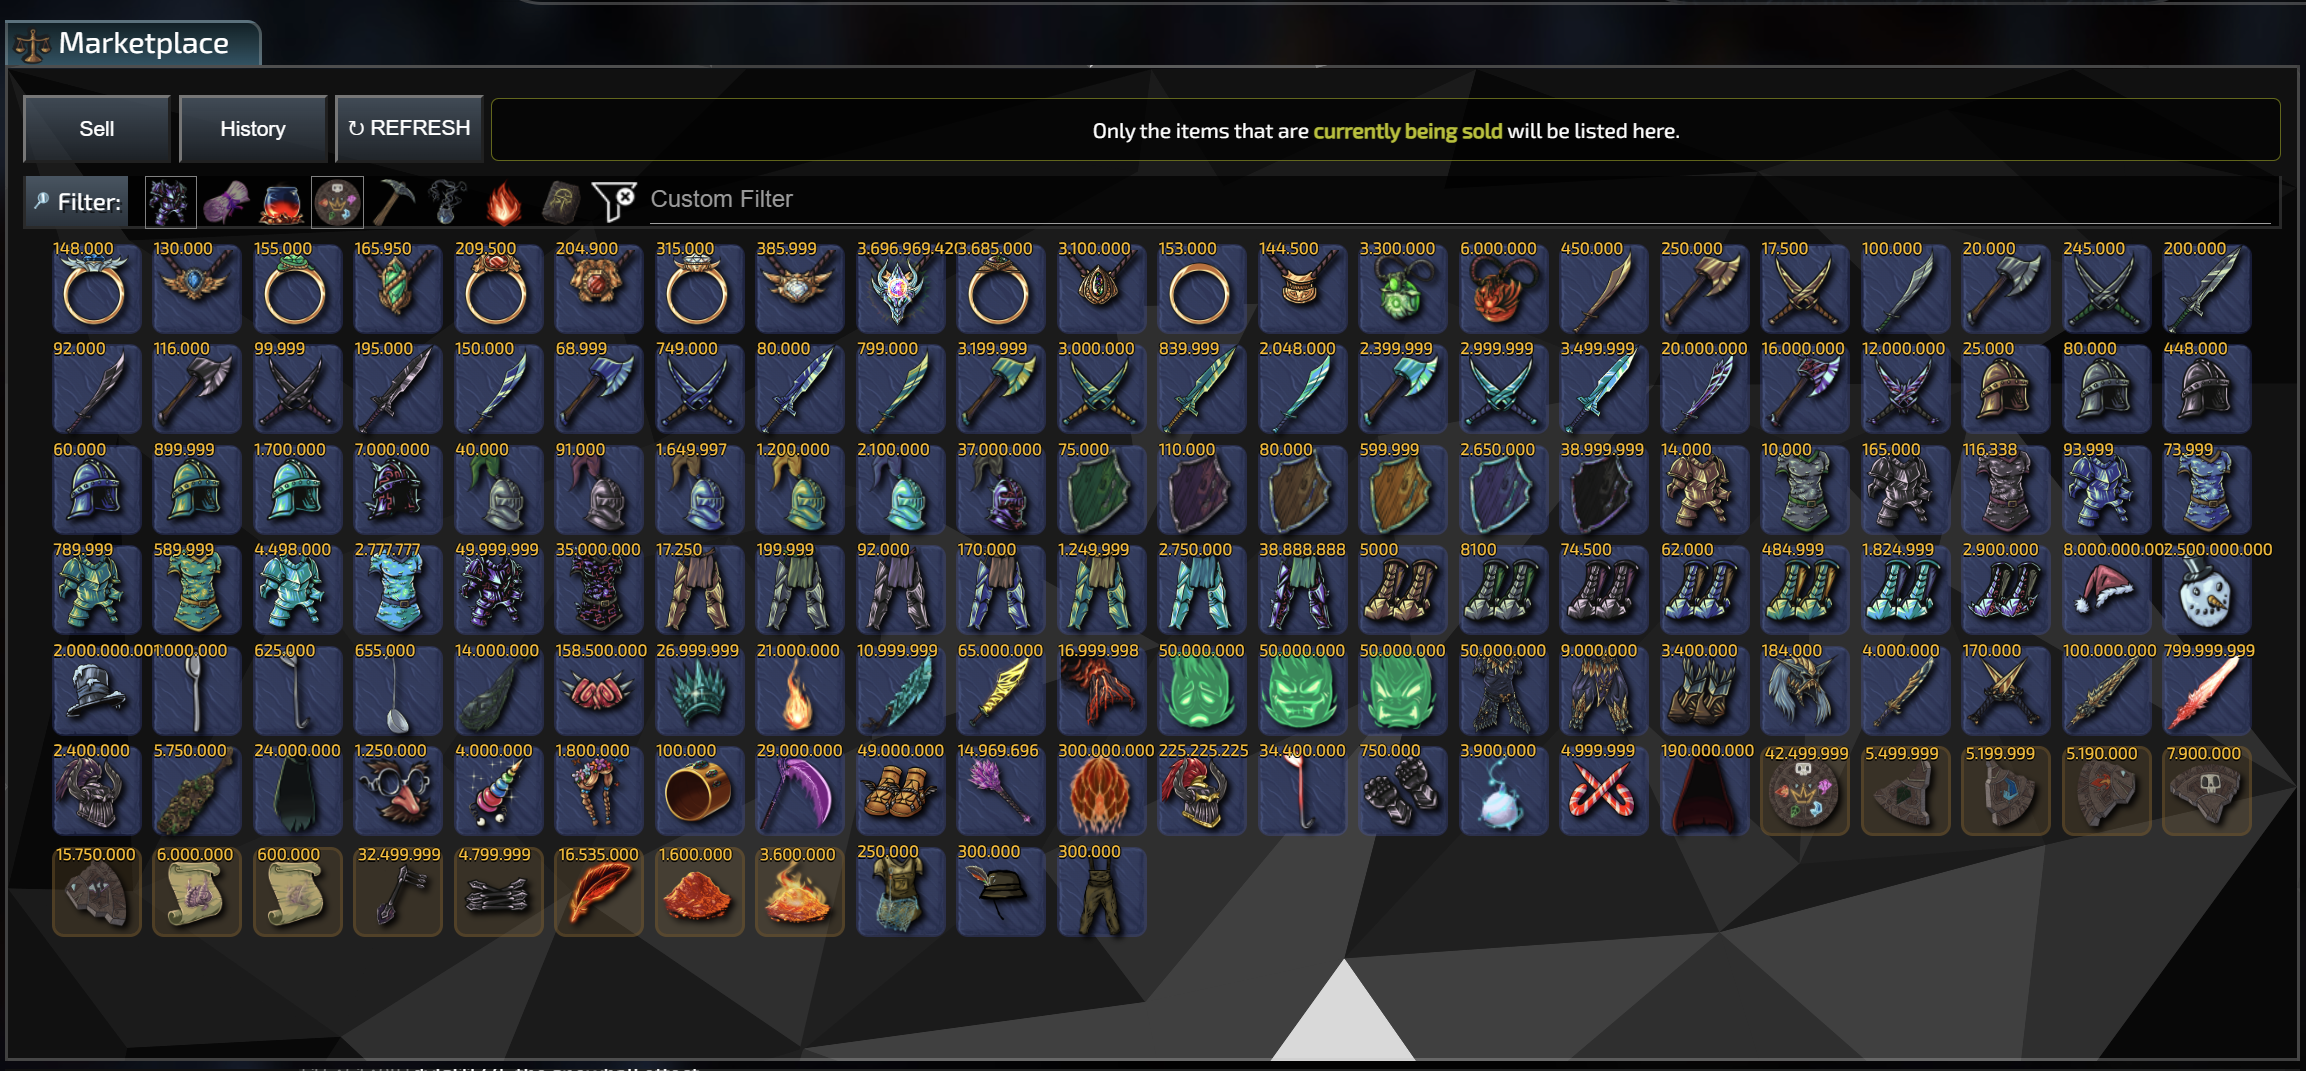 Marketplace
Sell
History
↻ REFRESH
Only the items that are currently being sold will be listed here.
Filter:
Custom Filter
148.000 130.000 155.000 165.950 209.500 204.900 315.000 385.999 3.696.969.420 3.685.000 3.100.000 153.000 144.500 3.300.000 6.000.000 450.000 250.000 17.500 100.000 20.000 245.000 200.000
92.000 116.000 99.999 195.000 150.000 68.999 749.000 80.000 799.000 3.199.999 3.000.000 839.999 2.048.000 2.399.999 2.999.999 3.499.999 20.000.000 16.000.000 12.000.000 25.000 80.000 448.000
60.000 899.999 1.700.000 7.000.000 40.000 91.000 1.649.997 1.200.000 2.100.000 37.000.000 75.000 110.000 80.000 599.999 2.650.000 38.999.999 14.000 10.000 165.000 116.338 93.999 73.999
789.999 589.999 4.498.000 2.777.777 49.999.999 35.000.000 17.250 199.999 92.000 170.000 1.249.999 2.750.000 38.888.888 5000 8100 74.500 62.000 484.999 1.824.999 2.900.000 8.000.000.00 2.500.000.000
2.000.000.00 1.000.000 625.000 655.000 14.000.000 158.500.000 26.999.999 21.000.000 10.999.999 65.000.000 16.999.998 50.000.000 50.000.000 50.000.000 50.000.000 9.000.000 3.400.000 184.000 4.000.000 170.000 100.000.000 799.999.999
2.400.000 5.750.000 24.000.000 1.250.000 4.000.000 1.800.000 100.000 29.000.000 49.000.000 14.969.696 300.000.000 225.225.225 34.400.000 750.000 3.900.000 4.999.999 190.000.000 42.499.999 5.499.999 5.199.999 5.190.000 7.900.000
15.750.000 6.000.000 600.000 32.499.999 4.799.999 16.535.000 1.600.000 3.600.000 250.000 300.000 300.000